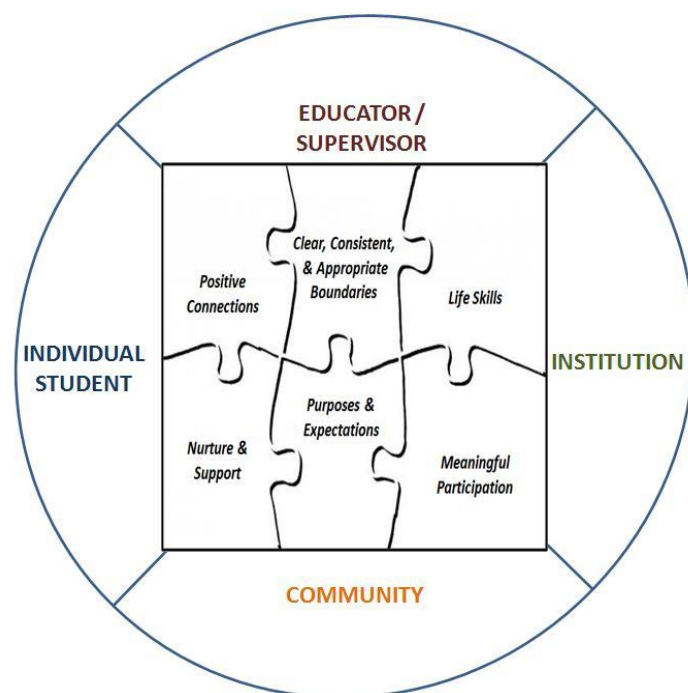 EDUCATOR /
SUPERVISOR
Clear, Consistent,
& Appropriate
Boundaries
Positive
Connections
Life Skills
INDIVIDUAL
STUDENT
INSTITUTION
Purposes &
Expectations
Nurture &
Support
Meaningful
Participation
COMMUNITY